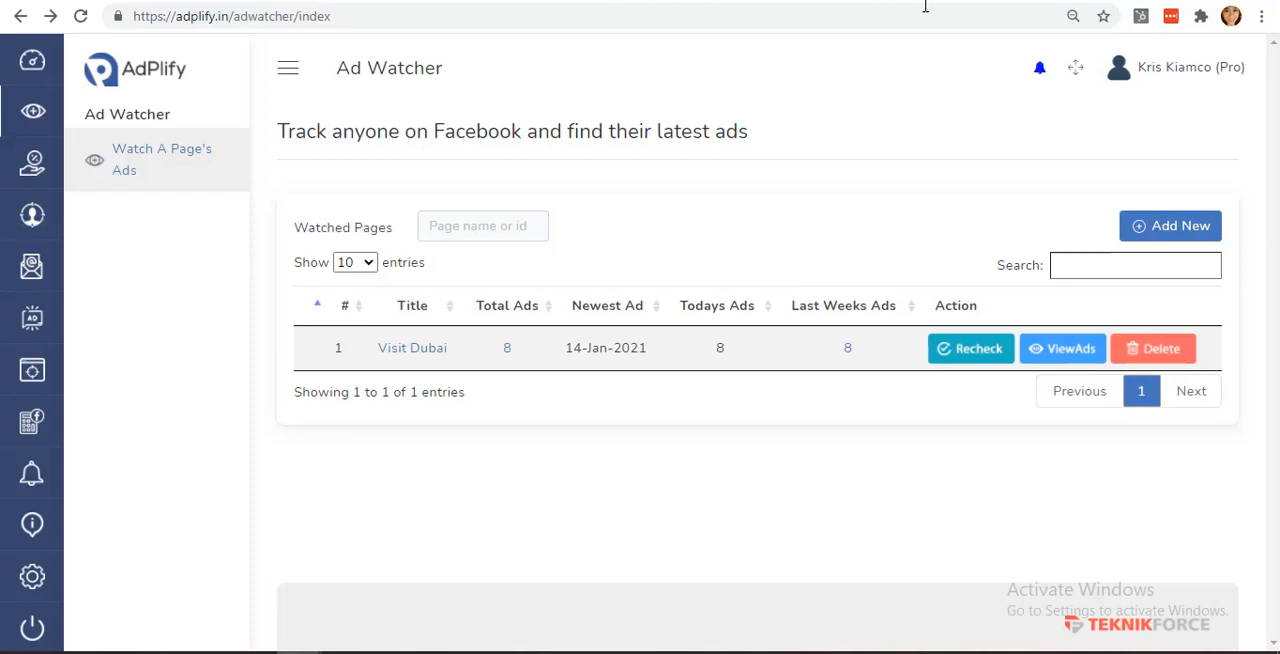 https://adplify.in/adwatcher/index
AdPlify
Ad Watcher
Kris Kiamco (Pro)
Ad Watcher
Watch A Page's
Ads
Track anyone on Facebook and find their latest ads
Watched Pages Page name or id Add New
Show 10 entries Search:
# Title Total Ads Newest Ad Todays Ads Last Weeks Ads Action
1 Visit Dubai 8 14-Jan-2021 8 8 Recheck ViewAds Delete
Showing 1 to 1 of 1 entries Previous 1 Next
Activate Windows
Go to Settings to activate Windows.
TEKNIKFORCE